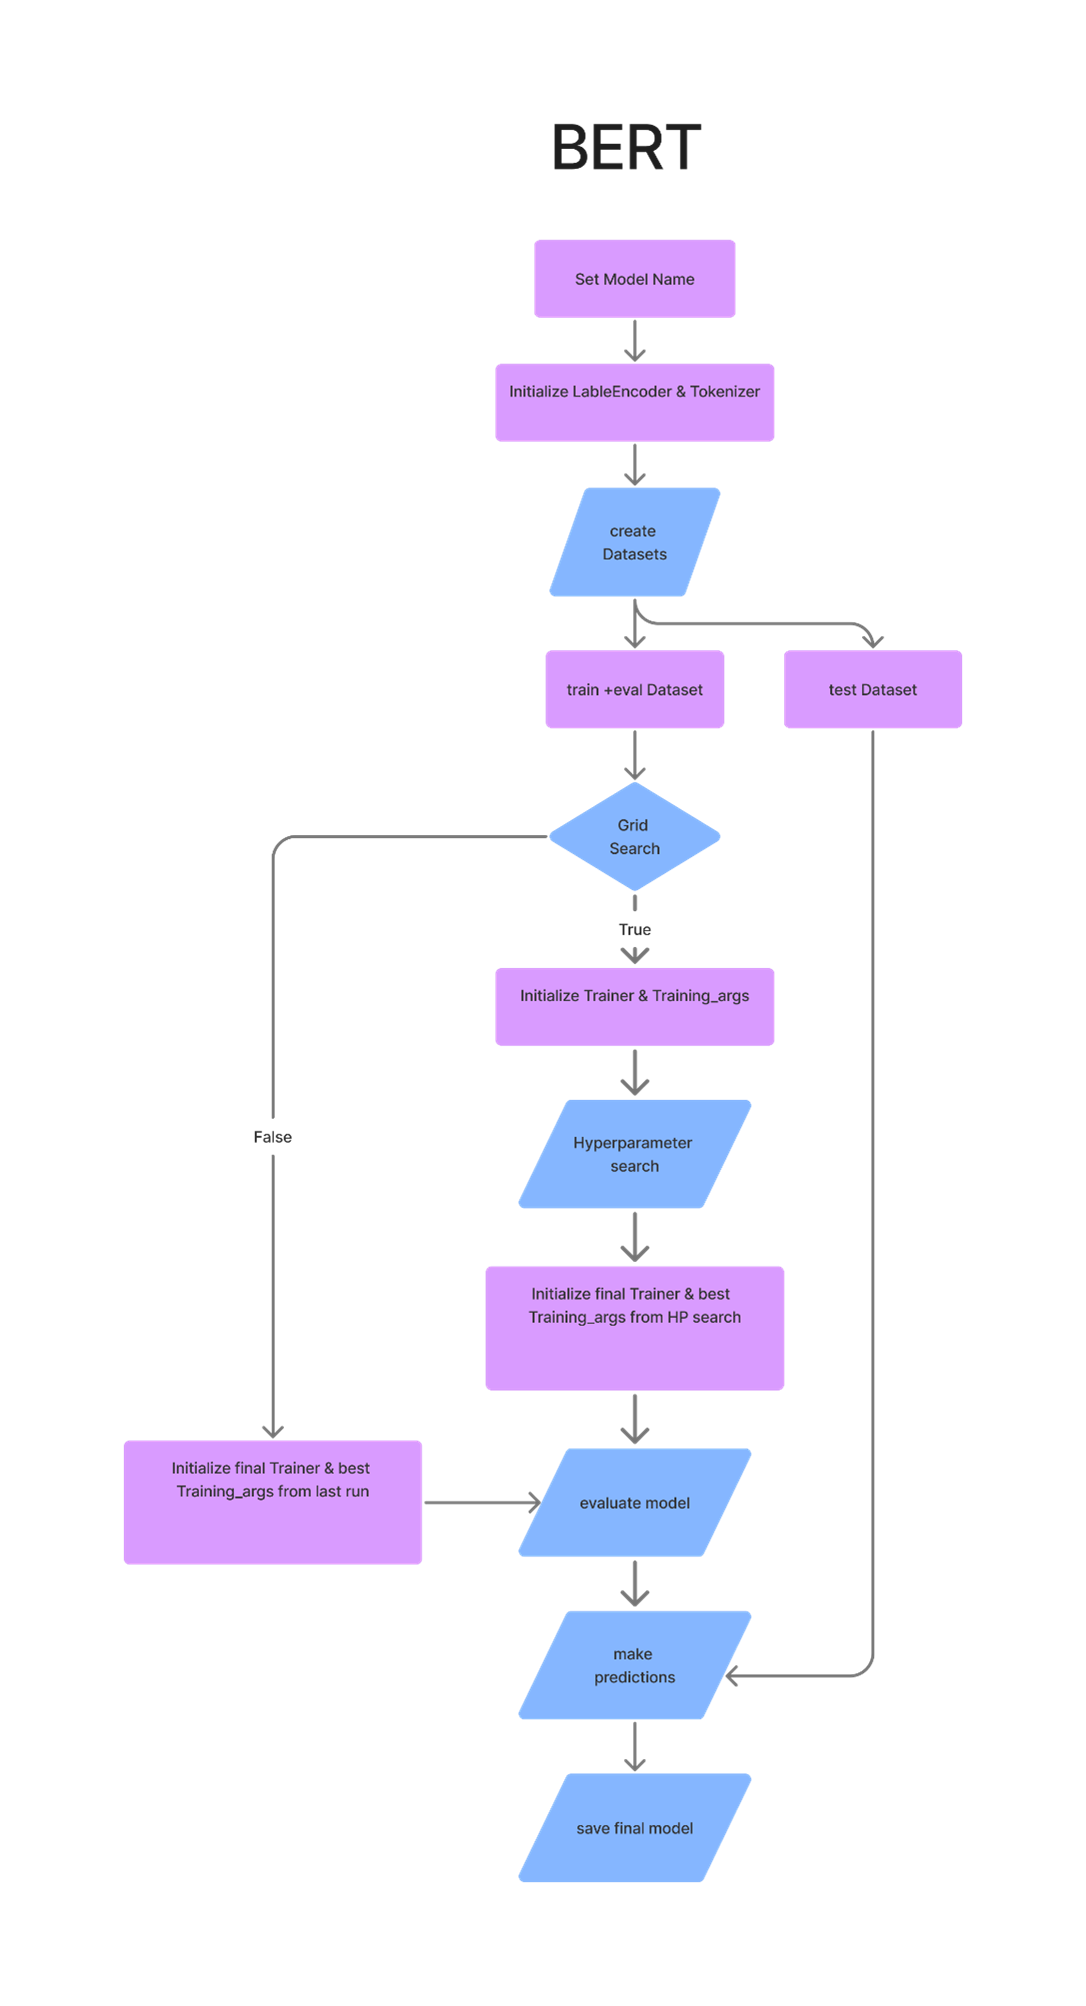 BERT
Set Model Name
Initialize LableEncoder & Tokenizer
create
Datasets
train +eval Dataset
test Dataset
Grid
Search
True
Initialize Trainer & Training_args
False
Hyperparameter
search
Initialize final Trainer & best
Training_args from HP search
Initialize final Trainer & best
Training_args from last run
evaluate model
make
predictions
save final model